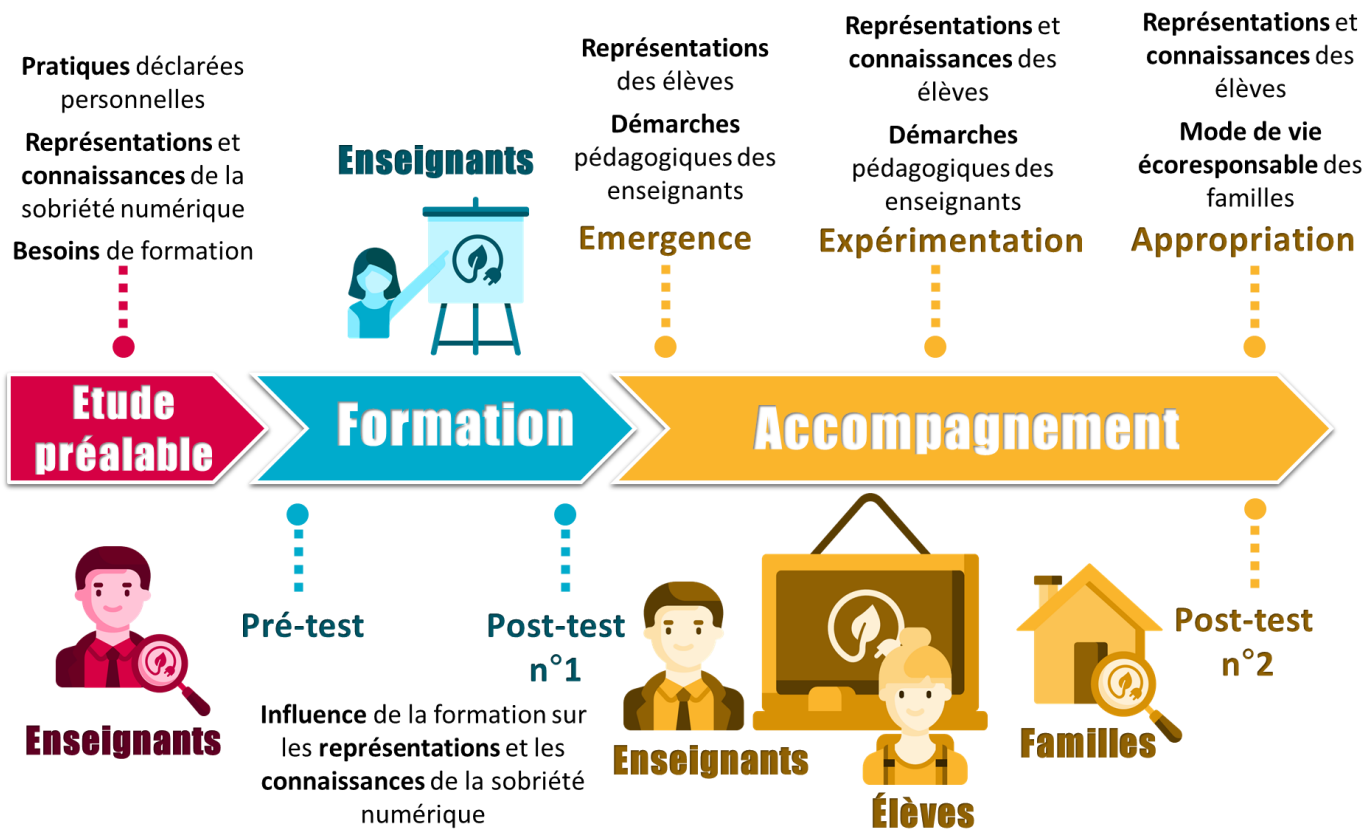 Pratiques déclarées
personnelles
Représentations et
connaissances de la
sobriété numérique
Besoins de formation
Enseignants
Représentations
des élèves
Démarches
pédagogiques des
enseignants
Emergence
Représentations et
connaissances des
élèves
Démarches
pédagogiques des
enseignants
Expérimentation
Représentations et
connaissances des
élèves
Mode de vie
écoresponsable des
familles
Appropriation
Etude
préalable
Formation
Accompagnement
Enseignants
Pré-test
Post-test
n°1
Influence de la formation sur
les représentations et les
connaissances de la sobriété
numérique
Enseignants
Élèves
Familles
Post-test
n°2